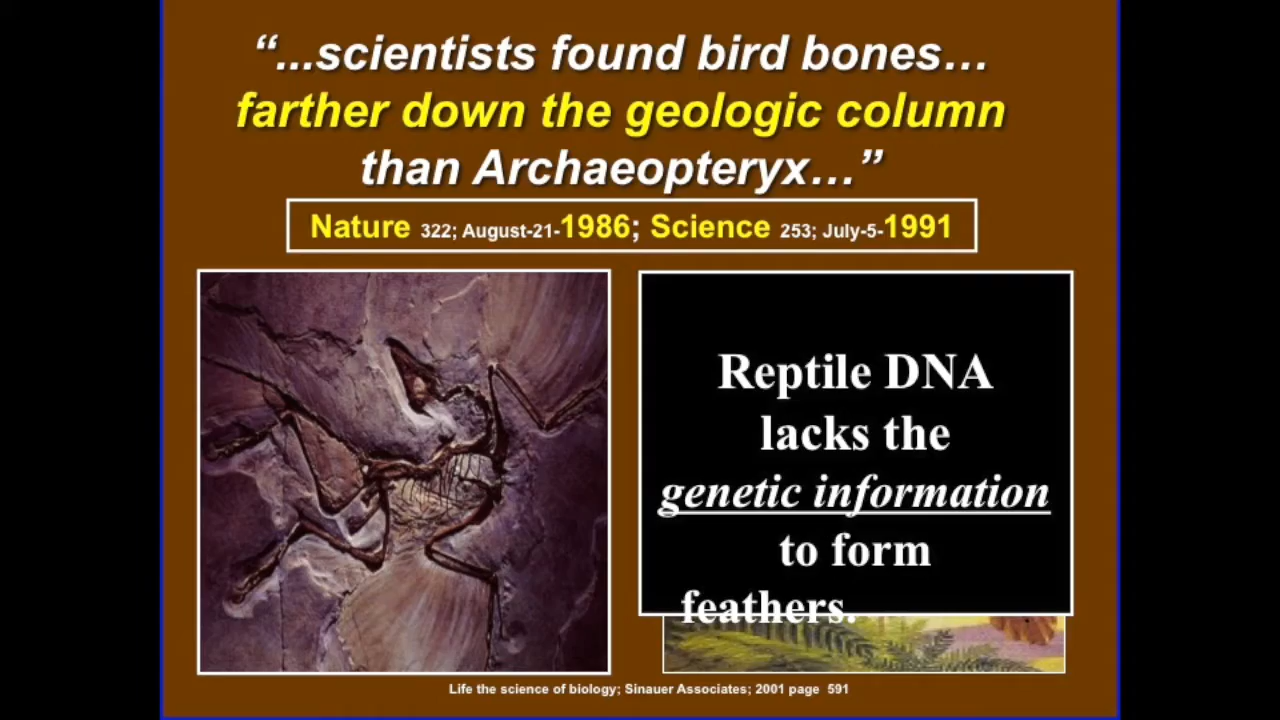 “...scientists found bird bones…
farther down the geologic column
than Archaeopteryx…”
Nature 322; August-21-1986; Science 253; July-5-1991
Reptile DNA
lacks the
genetic information
to form
feathers.
Life the science of biology; Sinauer Associates; 2001 page 591